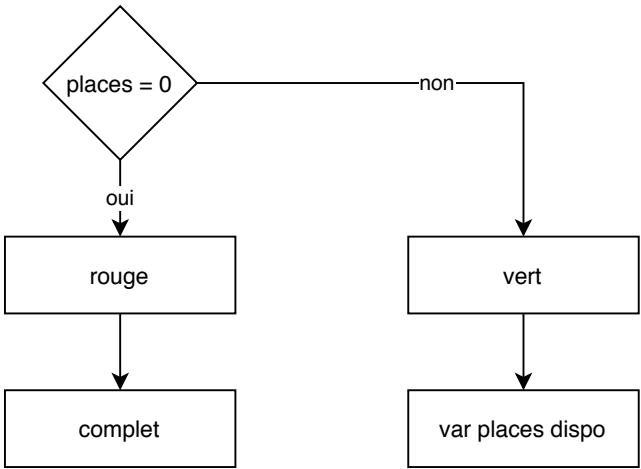 places = 0
non
oui
rouge
vert
complet
var places dispo